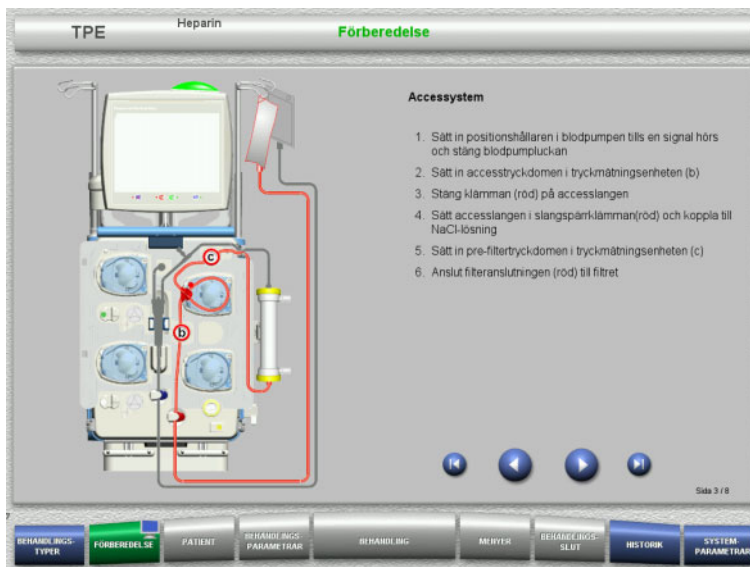 TPE
Heparin
Förberedelse
Accessystem
1. Sätt in positionshållaren i blodpumpen tills en signal hörs
och stäng blodpumpluckan
2. Sätt in accesstryckdomen i tryckmätningsenheten (b)
3. Stäng klämman (röd) på accesslangen
4. Sätt accesslangen i slangspärrklämman(röd) och koppla till
NaCl-lösning
5. Sätt in pre-filtertryckdomen i tryckmätningsenheten (c)
6. Anslut filteranslutningen (röd) till filtret
c
b
Sida 3 / 8
BEHANDLINGS-
TYPER
FÖRBEREDELSE
PATIENT
BEHANDLINGS-
PARAMETRAR
BEHANDLING
MENYER
BEHANDLINGS-
SLUT
HISTORIK
SYSTEM-
PARAMETRAR